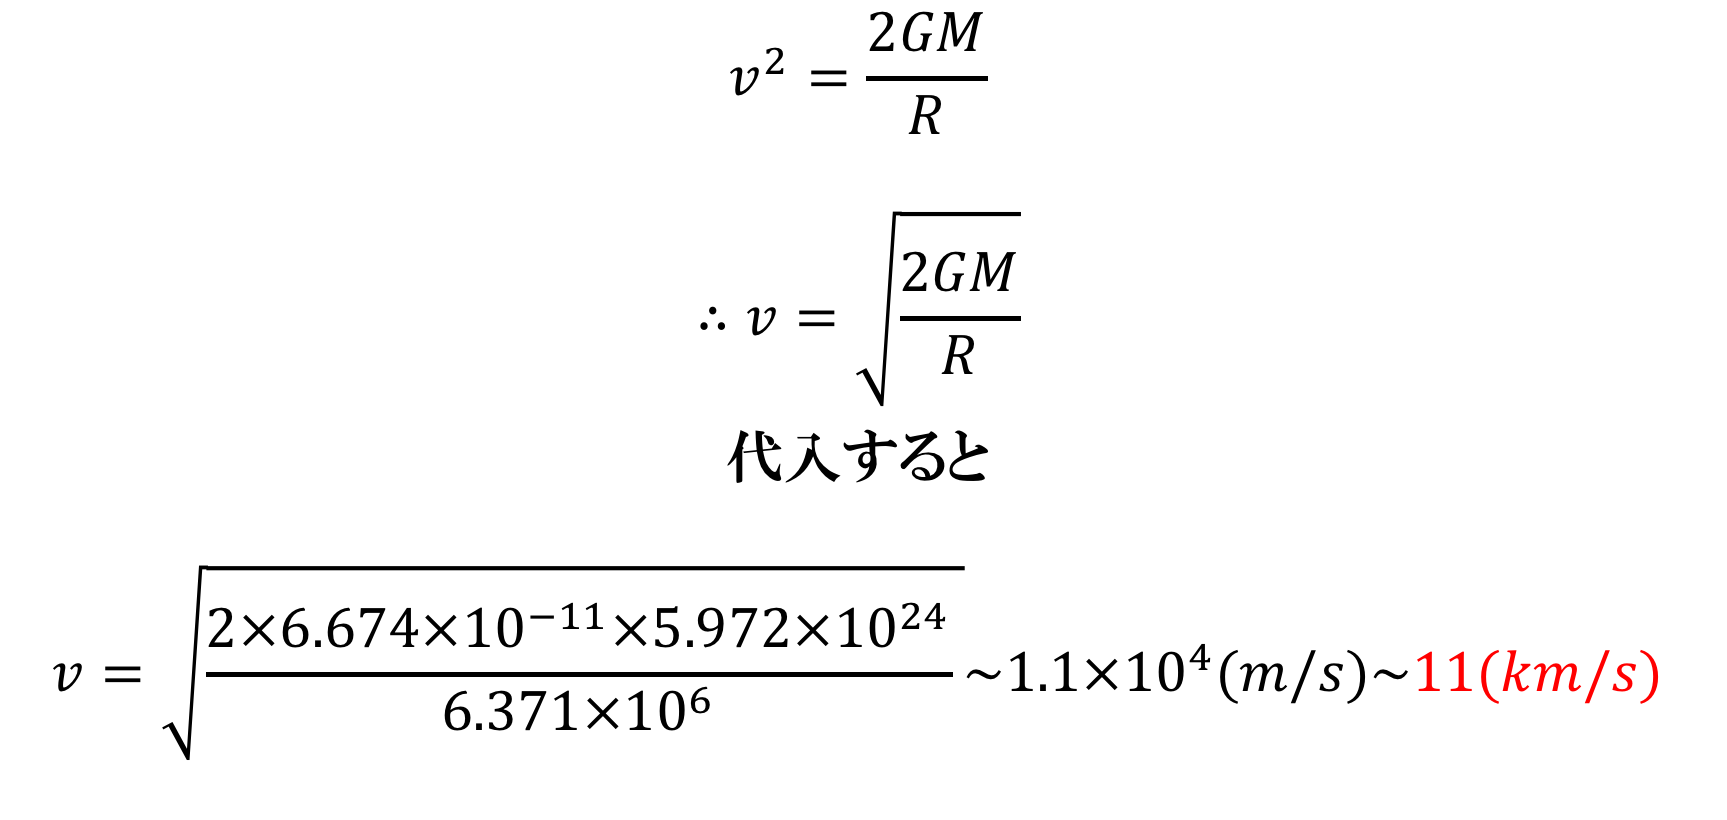 v² = 2GM/R
∴ v = √(2GM/R)
代入すると
v = √(2×6.674×10⁻¹¹×5.972×10²⁴/6.371×10⁶) ~1.1×10⁴(m/s)~11(km/s)